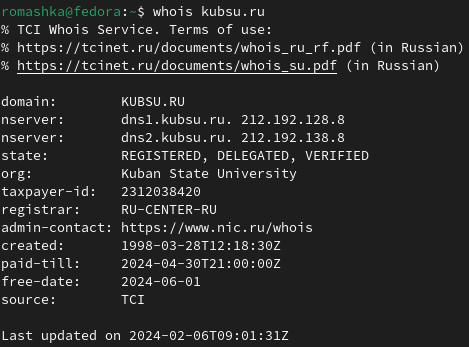 romashka@fedora:~$ whois kubsu.ru
% TCI Whois Service. Terms of use:
% https://tcinet.ru/documents/whois_ru_rf.pdf (in Russian)
% https://tcinet.ru/documents/whois_su.pdf (in Russian)

domain:        KUBSU.RU
nserver:       dns1.kubsu.ru. 212.192.128.8
nserver:       dns2.kubsu.ru. 212.192.138.8
state:         REGISTERED, DELEGATED, VERIFIED
org:           Kuban State University
taxpayer-id:   2312038420
registrar:     RU-CENTER-RU
admin-contact: https://www.nic.ru/whois
created:       1998-03-28T12:18:30Z
paid-till:     2024-04-30T21:00:00Z
free-date:     2024-06-01
source:        TCI

Last updated on 2024-02-06T09:01:31Z